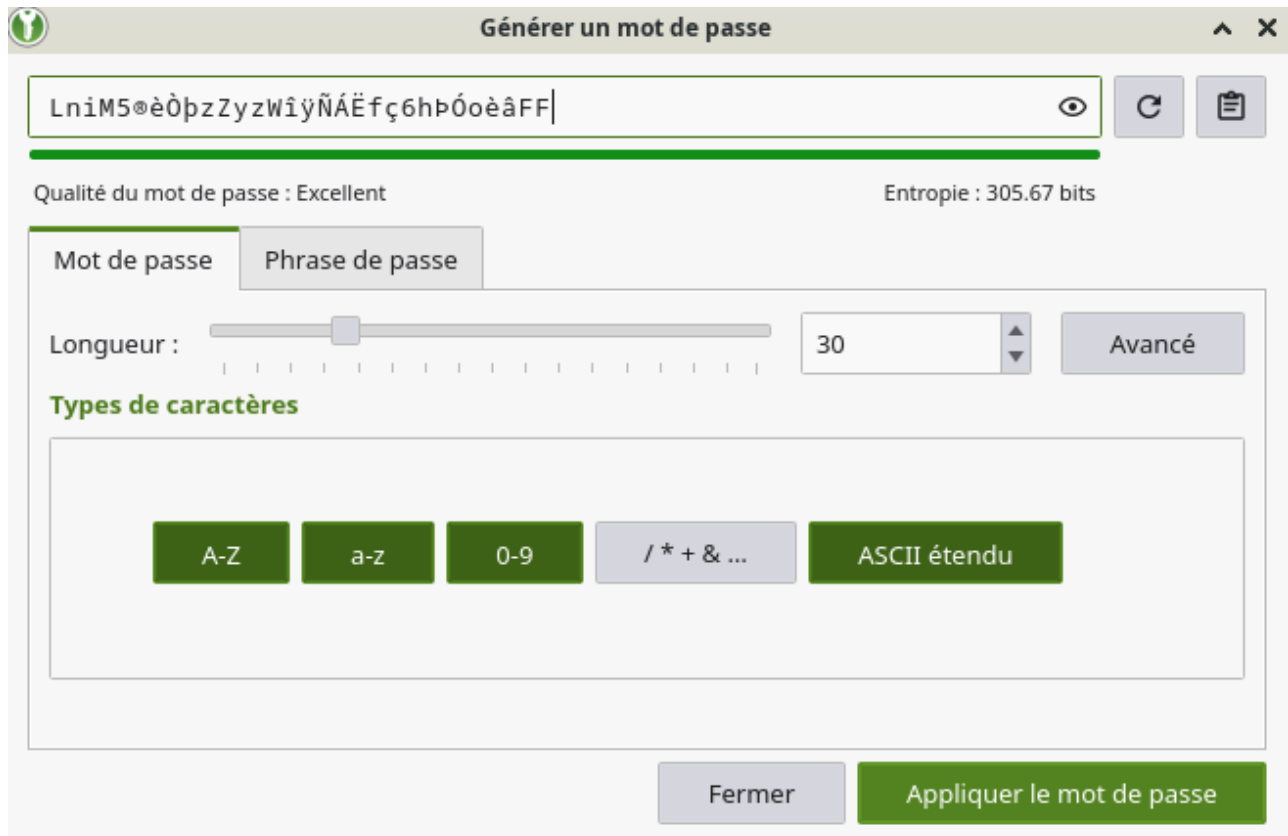 Générer un mot de passe
LniM5®èÒþzZyzWîÿÑÁËfç6hÞÓoèâFF
Qualité du mot de passe : Excellent
Entropie : 305.67 bits
Mot de passe
Phrase de passe
Longueur :
30
Avancé
Types de caractères
A-Z
a-z
0-9
/ * + & ...
ASCII étendu
Fermer
Appliquer le mot de passe